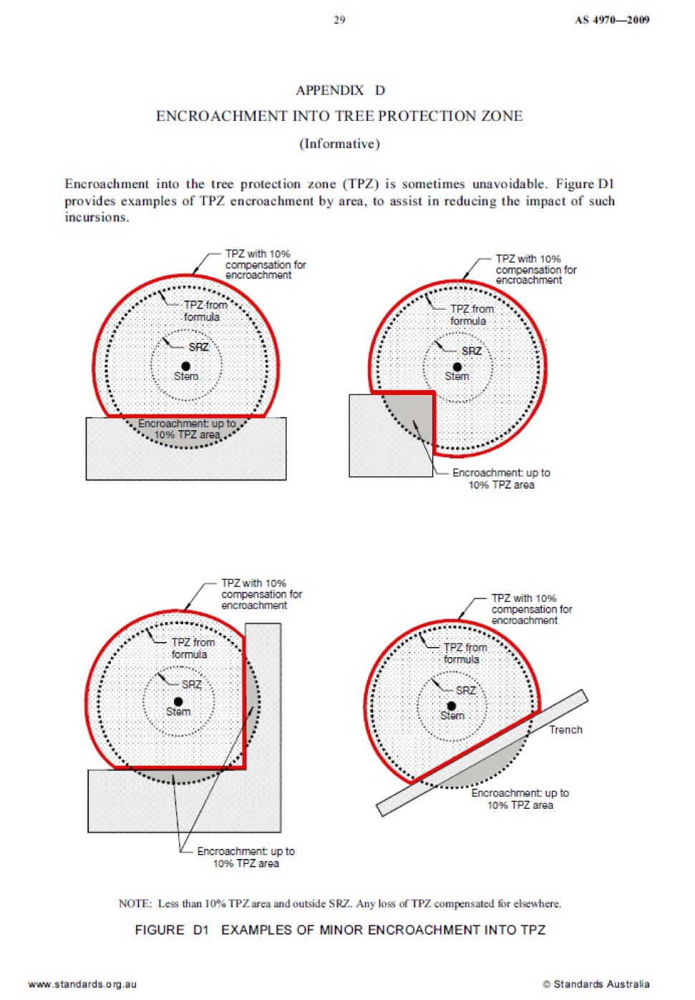 29
AS 4970—2009
APPENDIX D
ENCROACHMENT INTO TREE PROTECTION ZONE
(Informative)
Encroachment into the tree protection zone (TPZ) is sometimes unavoidable. Figure D1
provides examples of TPZ encroachment by area, to assist in reducing the impact of such
incursions.
TPZ with 10%
compensation for
encroachment
TPZ from
formula
SRZ
Stem
Encroachment: up to
10% TPZ area
TPZ with 10%
compensation for
encroachment
TPZ from
formula
SRZ
Stem
Encroachment: up to
10% TPZ area
TPZ with 10%
compensation for
encroachment
TPZ from
formula
SRZ
Stem
Encroachment: up to
10% TPZ area
TPZ with 10%
compensation for
encroachment
TPZ from
formula
SRZ
Stem
Trench
Encroachment: up to
10% TPZ area
NOTE: Less than 10% TPZ area and outside SRZ. Any loss of TPZ compensated for elsewhere.
FIGURE D1 EXAMPLES OF MINOR ENCROACHMENT INTO TPZ
www.standards.org.au
© Standards Australia